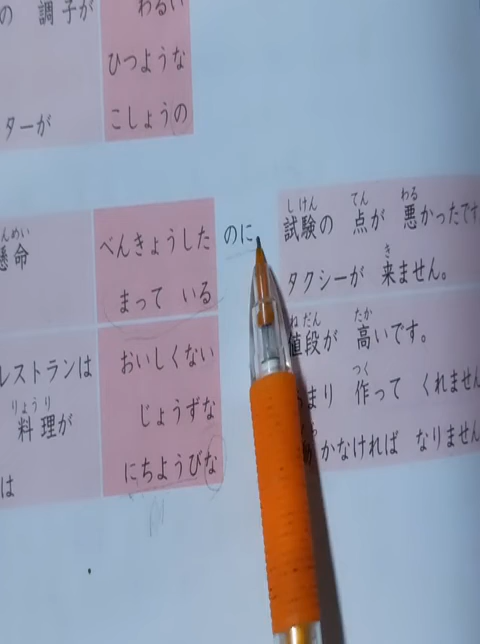 の 調子が わるい
ひつような
ターが こしょうの
懸命 べんきょうした のに、 試験の 点が 悪かったです
まって いる タクシーが 来ません。
レストランは おいしくない 値段が 高いです。
料理が じょうずな まり 作って くれません
は にちようびな かなければ なりません